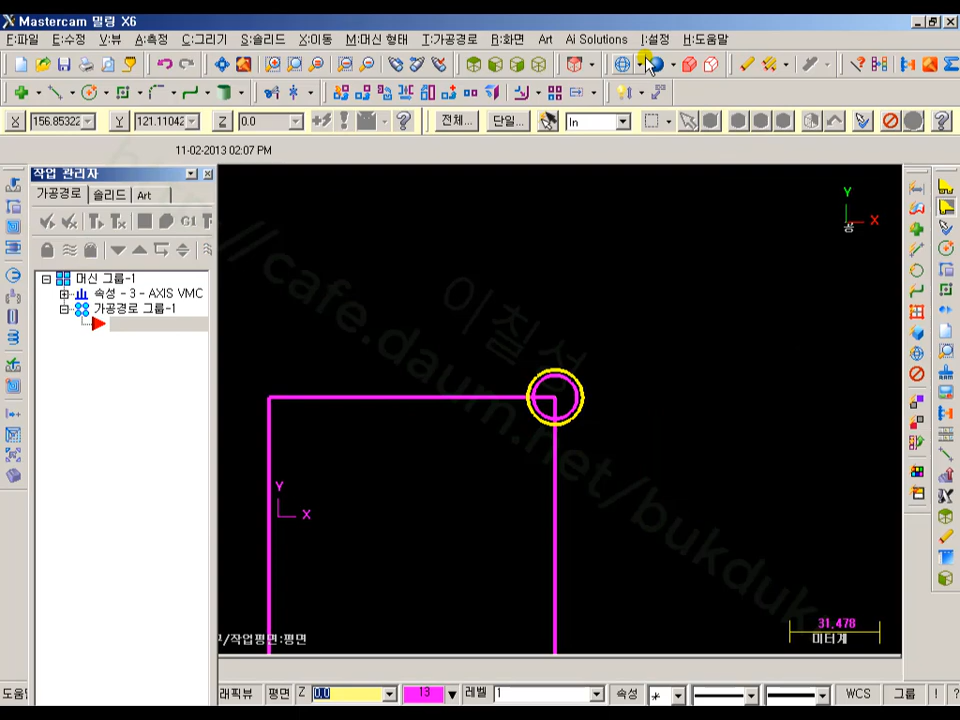 Mastercam 밀링 X6
F:파일 E:수정 V:뷰 A:측정 C:그리기 S:솔리드 X:이동 M:머신 형태 T:가공경로 R:화면 Art Ai Solutions I:설정 H:도움말
X 156.85322 Y 121.11042 Z 0.0 전체... 단일... In
11-02-2013 02:07 PM
작업 관리자
가공경로 솔리드 Art
G1
머신 그룹-1
속성 - 3 - AXIS VMC
가공경로 그룹-1
Y
X
Y
X
이칠성
//cafe.daum.net/bukduk
31.478
미터계
/작업평면:평면
도움 래픽뷰 평면 Z 0.0 13 레벨 1 속성 WCS 그룹 ! ?